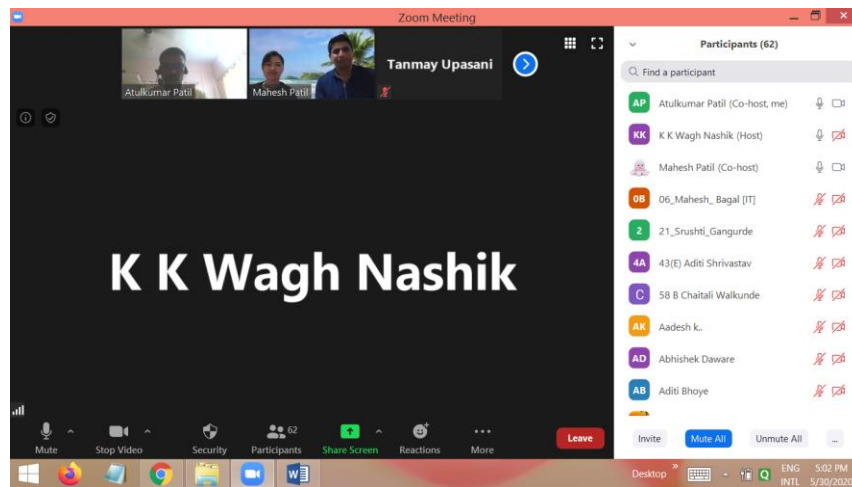 Zoom Meeting
Atulkumar Patil
Mahesh Patil
Tanmay Upasani
K K Wagh Nashik
Mute
Stop Video
Security
62
Participants
Share Screen
Reactions
More
Leave
Participants (62)
Find a participant
AP Atulkumar Patil (Co-host, me)
KK K K Wagh Nashik (Host)
Mahesh Patil (Co-host)
0B 06_Mahesh_ Bagal [IT]
2 21_Srushti_Gangurde
4A 43(E) Aditi Shrivastav
C 58 B Chaitali Walkunde
AK Aadesh k..
AD Abhishek Daware
AB Aditi Bhoye
Invite Mute All Unmute All ...
Desktop » ENG 5:02 PM
INTL 5/30/2020